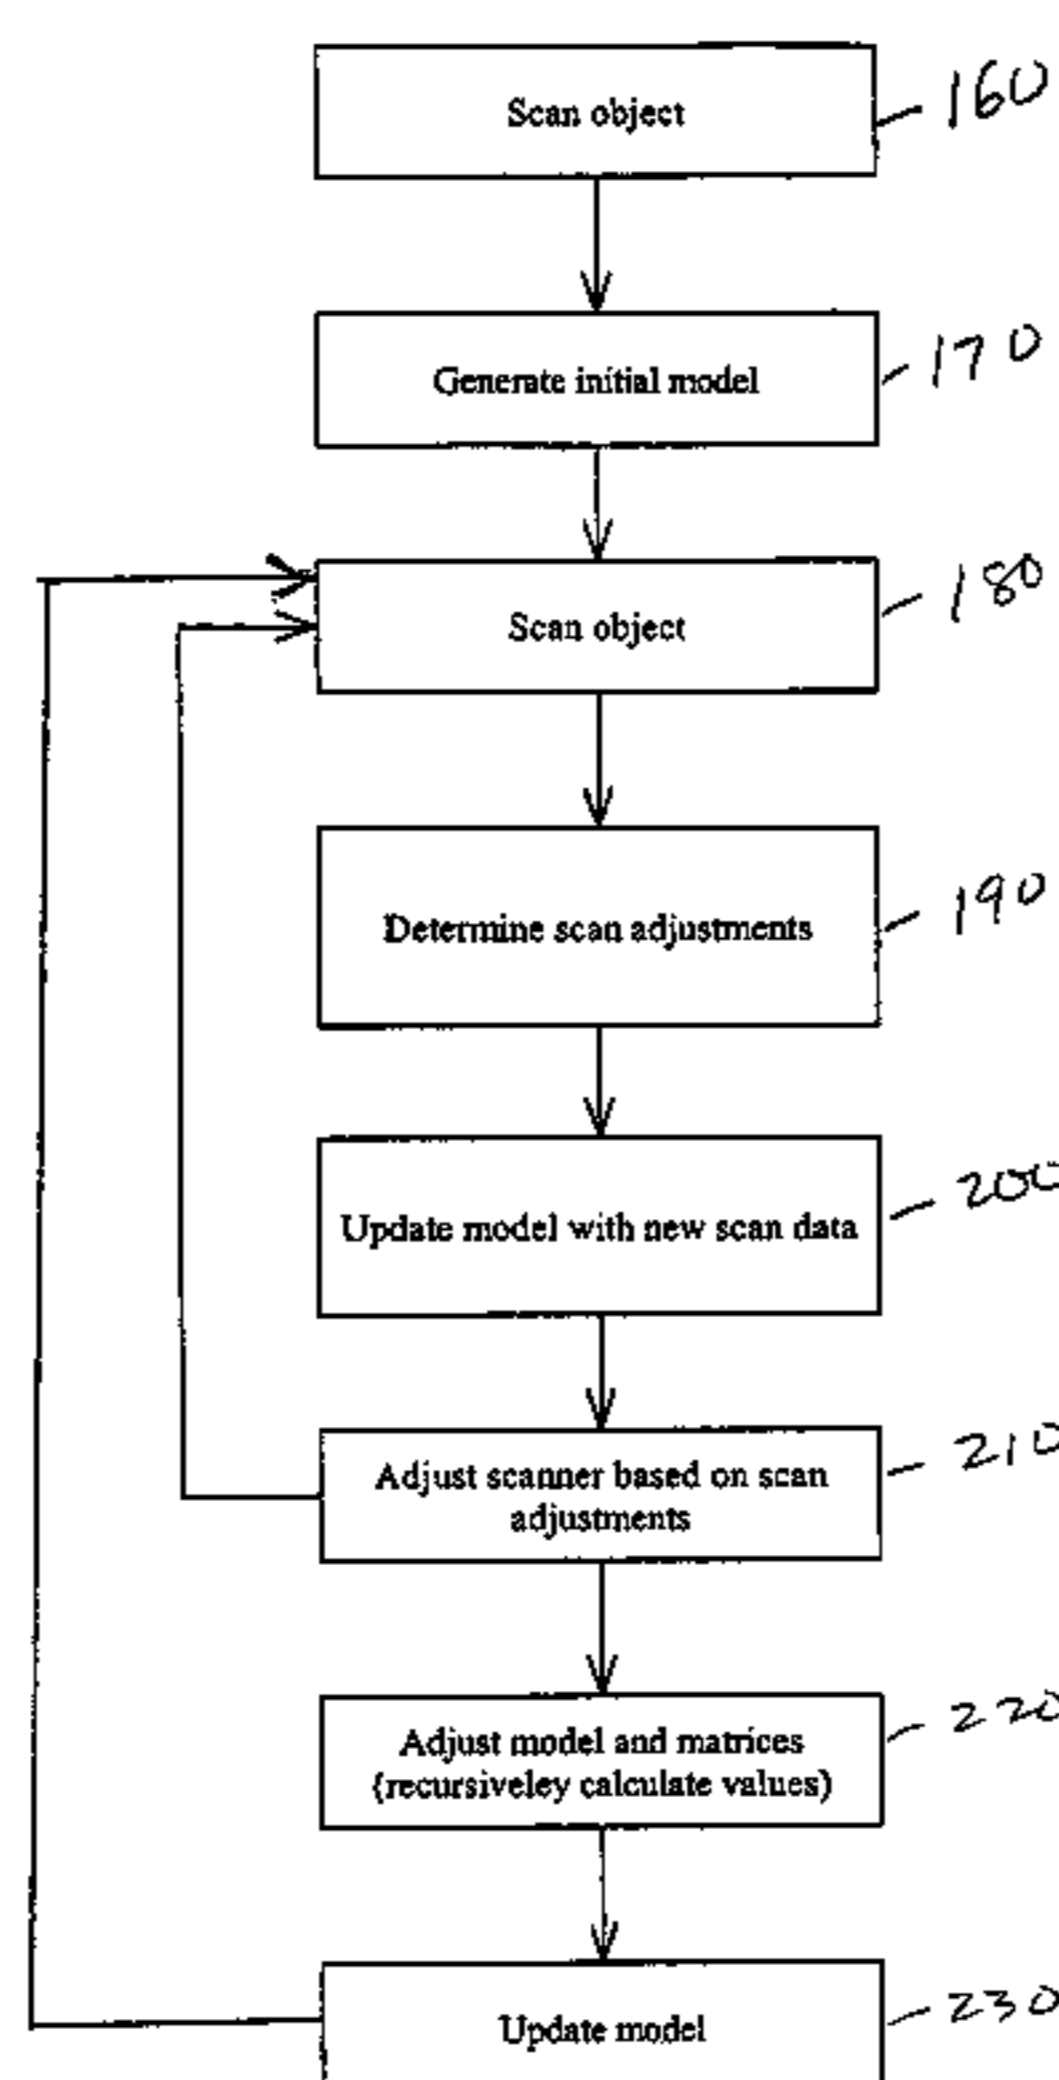 Scan object
160
Generate initial model
170
Scan object
180
Determine scan adjustments
190
Update model with new scan data
200
Adjust scanner based on scan
adjustments
210
Adjust model and matrices
(recursiveley calculate values)
220
Update model
230